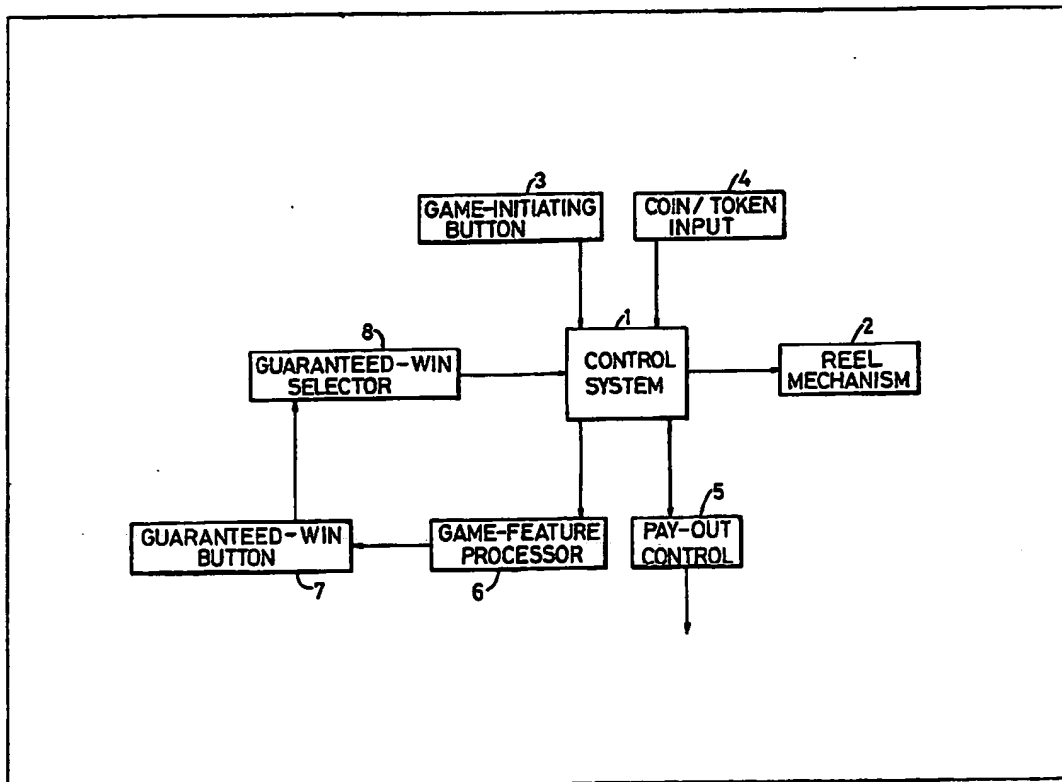 3
GAME-INITIATING
BUTTON
4
COIN/TOKEN
INPUT
8
GUARANTEED-WIN
SELECTOR
1
CONTROL
SYSTEM
2
REEL
MECHANISM
GUARANTEED-WIN
BUTTON
7
GAME-FEATURE
PROCESSOR
6
5
PAY-OUT
CONTROL